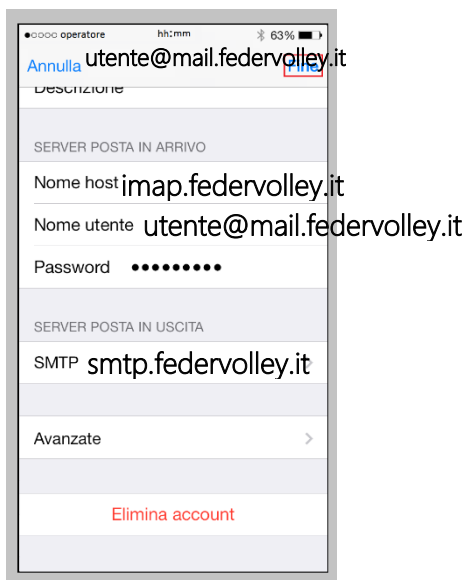 ●○○○○ operatore hh:mm 63%
utente@mail.federvolley.it
Annulla Fine
Descrizione
SERVER POSTA IN ARRIVO
Nome host imap.federvolley.it
Nome utente utente@mail.federvolley.it
Password ●●●●●●●●●
SERVER POSTA IN USCITA
SMTP smtp.federvolley.it
Avanzate >
Elimina account